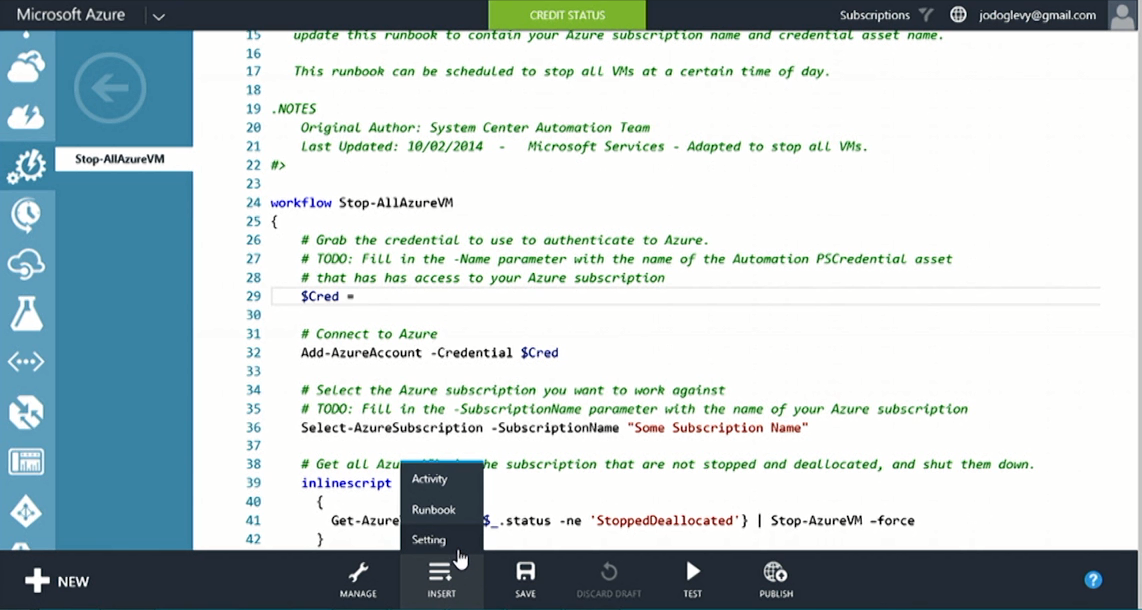 Microsoft Azure
CREDIT STATUS
Subscriptions
jodoglevy@gmail.com
Stop-AllAzureVM
15 update this runbook to contain your Azure subscription name and credential asset name.
16
17 This runbook can be scheduled to stop all VMs at a certain time of day.
18
19 .NOTES
20 Original Author: System Center Automation Team
21 Last Updated: 10/02/2014 - Microsoft Services - Adapted to stop all VMs.
22 #>
23
24 workflow Stop-AllAzureVM
25 {
26 # Grab the credential to use to authenticate to Azure.
27 # TODO: Fill in the -Name parameter with the name of the Automation PSCredential asset
28 # that has has access to your Azure subscription
29 $Cred =
30
31 # Connect to Azure
32 Add-AzureAccount -Credential $Cred
33
34 # Select the Azure subscription you want to work against
35 # TODO: Fill in the -SubscriptionName parameter with the name of your Azure subscription
36 Select-AzureSubscription -SubscriptionName "Some Subscription Name"
37
38 # Get all Azu he subscription that are not stopped and deallocated, and shut them down.
39 inlinescript
40 {
41 Get-Azure $_.status -ne 'StoppedDeallocated'} | Stop-AzureVM -force
42 }
Activity
Runbook
Setting
NEW
MANAGE
INSERT
SAVE
DISCARD DRAFT
TEST
PUBLISH
?